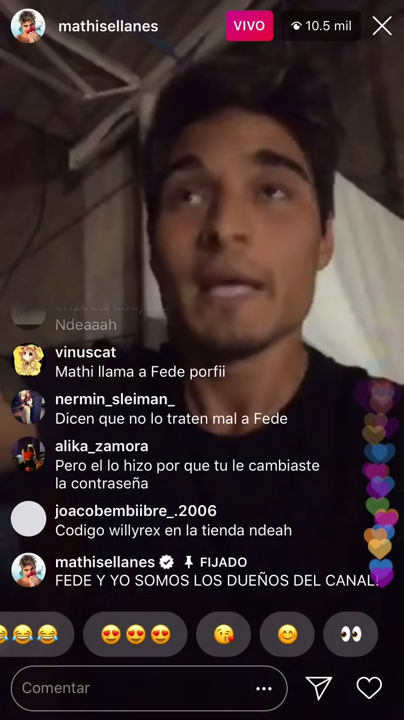 mathisellanes
VIVO
10.5 mil
Ndeaaah
vinuscat
Mathi llama a Fede porfii
nermin_sleiman_
Dicen que no lo traten mal a Fede
alika_zamora
Pero el lo hizo por que tu le cambiaste
la contraseña
joacobembiibre_.2006
Codigo willyrex en la tienda ndeah
mathisellanes FIJADO
FEDE Y YO SOMOS LOS DUEÑOS DEL CANAL!
Comentar